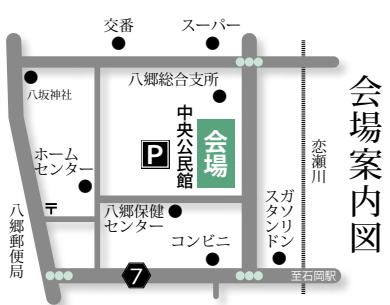 会場案内図
交番
スーパー
八坂神社
八郷総合支所
中央公民館
会場
P
恋瀬川
ホーム
センター
〒
八郷郵便局
八郷保健
センター
コンビニ
ガソリン
スタンド
7
至石岡駅